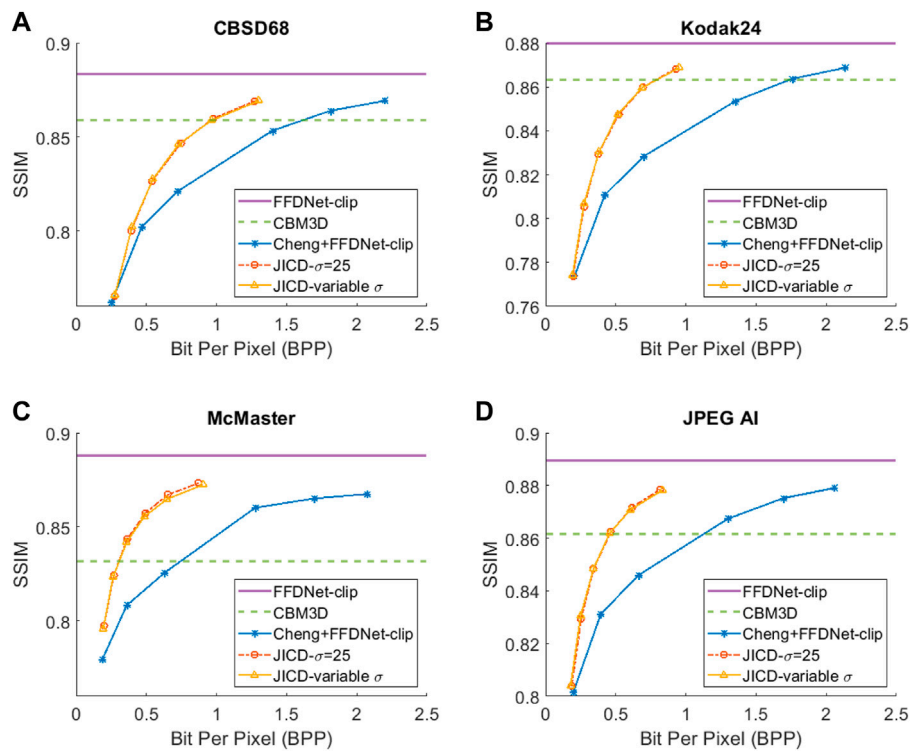 A
CBSD68
0.9
0.85
0.8
SSIM
FFDNet-clip
CBM3D
Cheng+FFDNet-clip
JICD-σ=25
JICD-variable σ
0 0.5 1 1.5 2 2.5
Bit Per Pixel (BPP)
B
Kodak24
0.88
0.86
0.84
0.82
0.8
0.78
0.76
SSIM
FFDNet-clip
CBM3D
Cheng+FFDNet-clip
JICD-σ=25
JICD-variable σ
0 0.5 1 1.5 2 2.5
Bit Per Pixel (BPP)
C
McMaster
0.9
0.85
0.8
SSIM
FFDNet-clip
CBM3D
Cheng+FFDNet-clip
JICD-σ=25
JICD-variable σ
0 0.5 1 1.5 2 2.5
Bit Per Pixel (BPP)
D
JPEG AI
0.9
0.88
0.86
0.84
0.82
0.8
SSIM
FFDNet-clip
CBM3D
Cheng+FFDNet-clip
JICD-σ=25
JICD-variable σ
0 0.5 1 1.5 2 2.5
Bit Per Pixel (BPP)